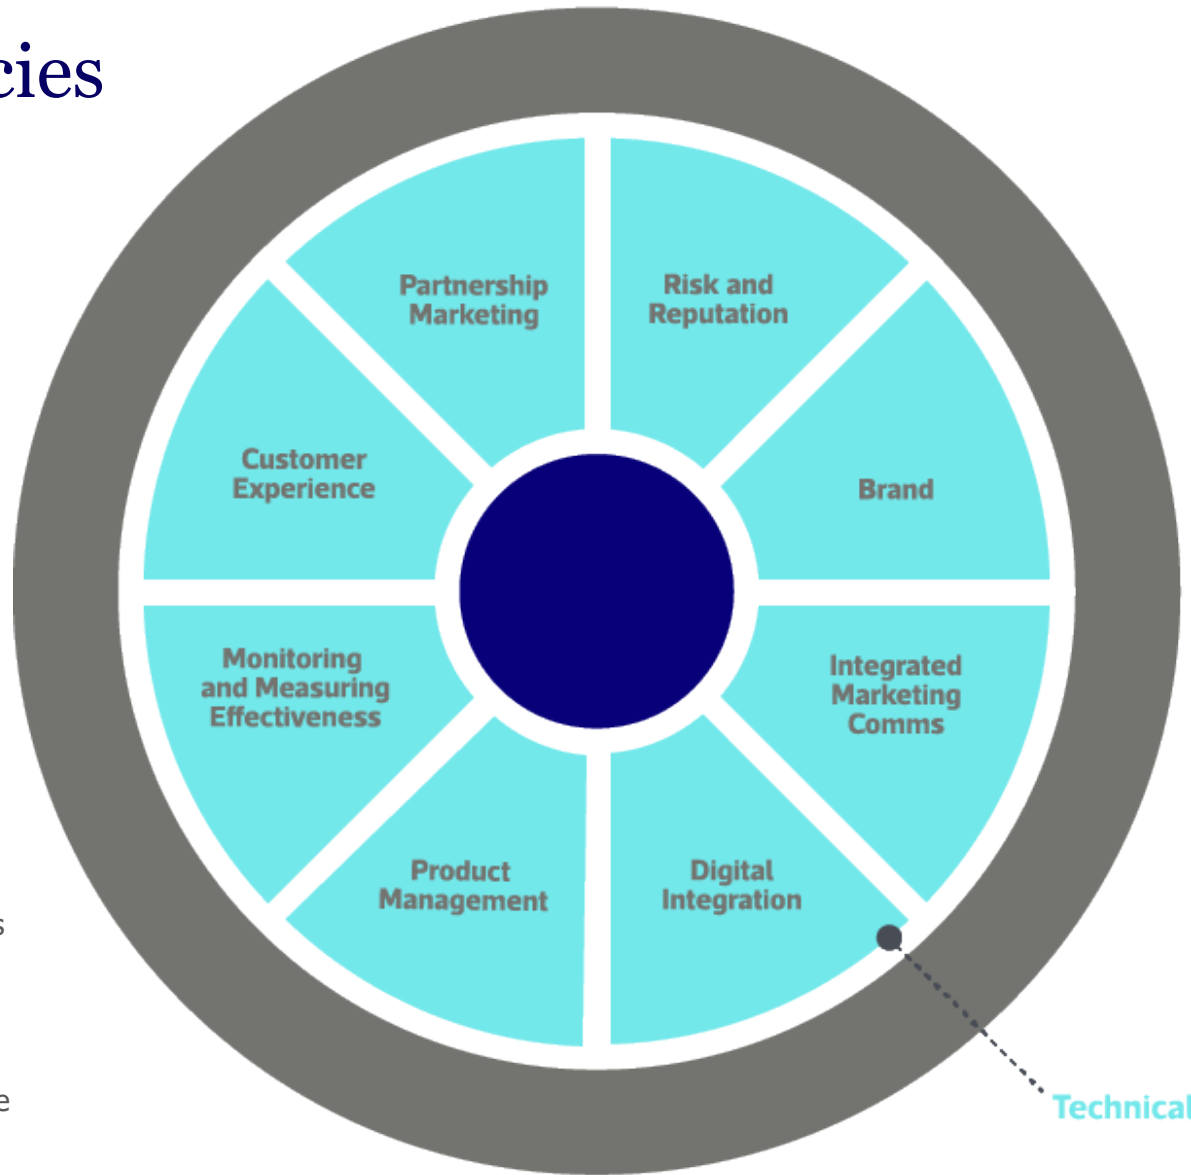 cies
Partnership
Marketing
Risk and
Reputation
Customer
Experience
Brand
Monitoring
and Measuring
Effectiveness
Integrated
Marketing
Comms
Product
Management
Digital
Integration
s
e
Technical